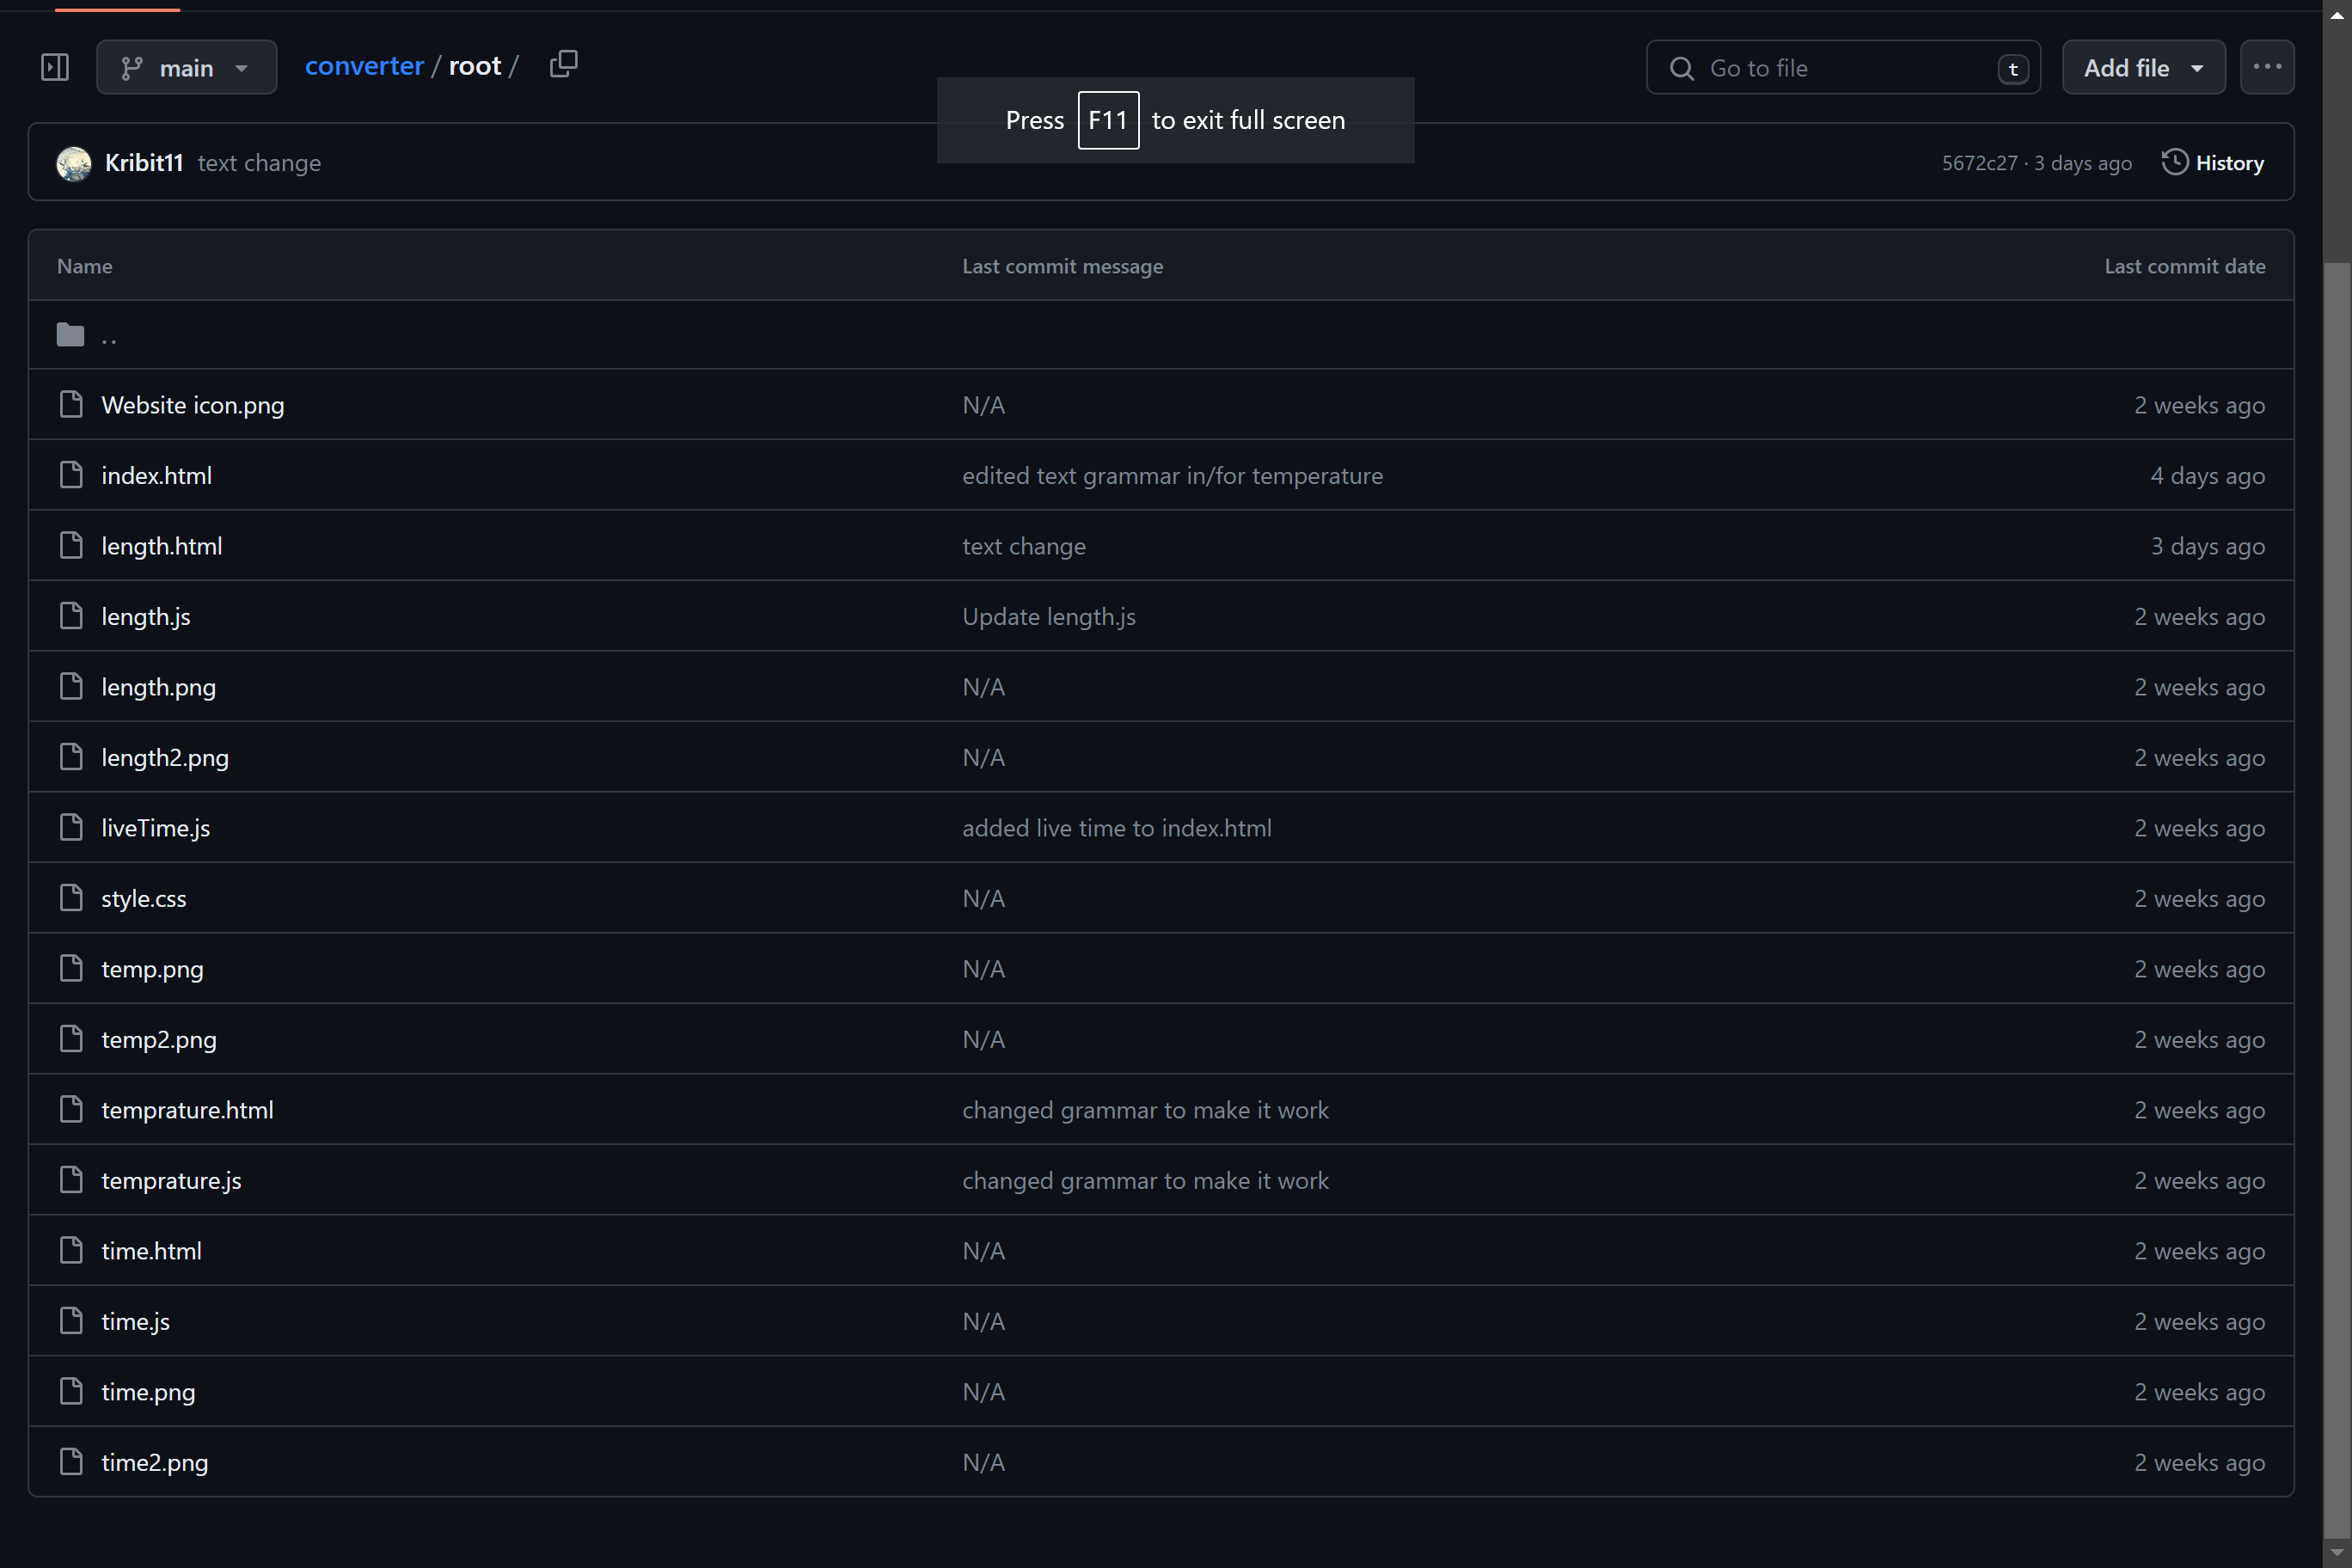 main
converter / root /
Go to file
t
Add file
Press F11 to exit full screen
Kribit11 text change
5672c27 · 3 days ago
History
Name Last commit message Last commit date
..
Website icon.png N/A 2 weeks ago
index.html edited text grammar in/for temperature 4 days ago
length.html text change 3 days ago
length.js Update length.js 2 weeks ago
length.png N/A 2 weeks ago
length2.png N/A 2 weeks ago
liveTime.js added live time to index.html 2 weeks ago
style.css N/A 2 weeks ago
temp.png N/A 2 weeks ago
temp2.png N/A 2 weeks ago
temprature.html changed grammar to make it work 2 weeks ago
temprature.js changed grammar to make it work 2 weeks ago
time.html N/A 2 weeks ago
time.js N/A 2 weeks ago
time.png N/A 2 weeks ago
time2.png N/A 2 weeks ago